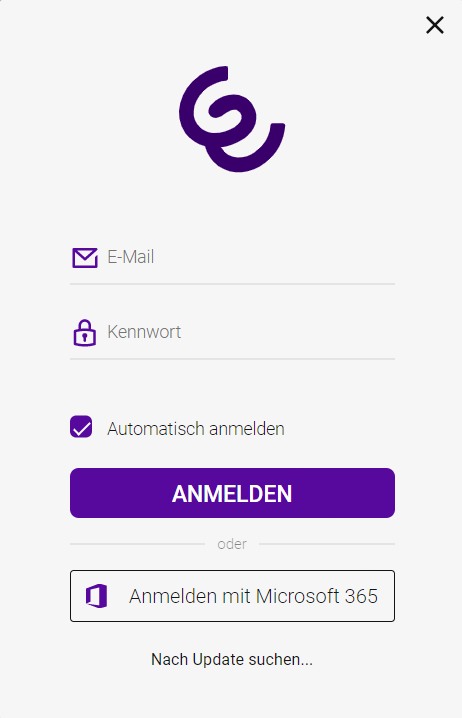 E-Mail
Kennwort
Automatisch anmelden
ANMELDEN
oder
Anmelden mit Microsoft 365
Nach Update suchen...